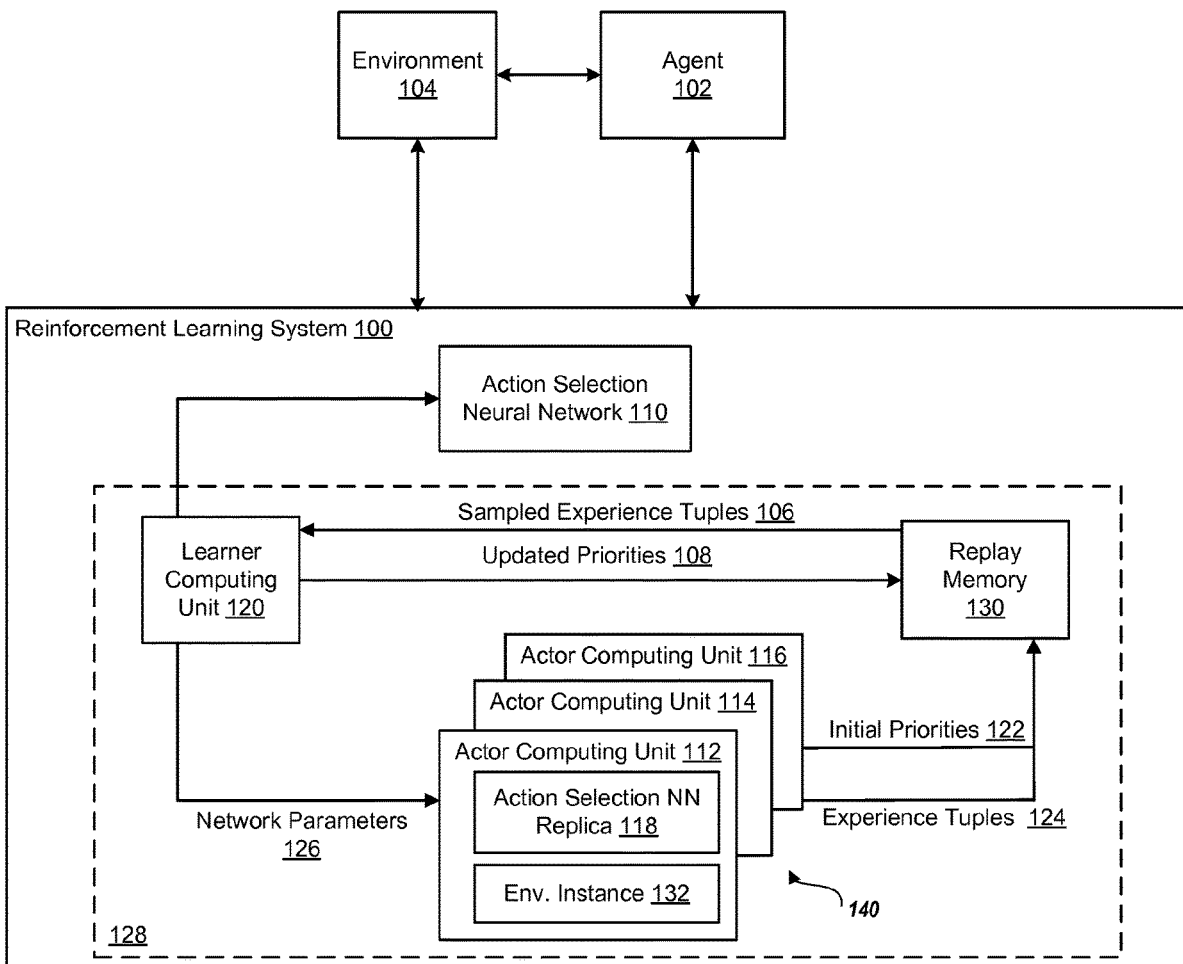 Environment
104
Agent
102
Reinforcement Learning System 100
Action Selection
Neural Network 110
Sampled Experience Tuples 106
Updated Priorities 108
Learner
Computing
Unit 120
Replay
Memory
130
Actor Computing Unit 116
Actor Computing Unit 114
Actor Computing Unit 112
Action Selection NN
Replica 118
Env. Instance 132
Initial Priorities 122
Experience Tuples 124
Network Parameters
126
140
128